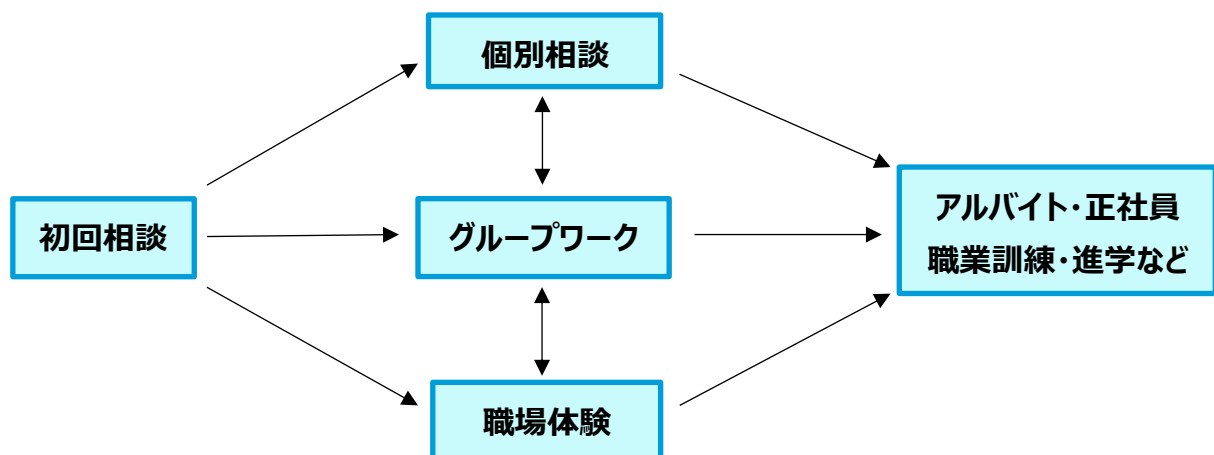 個別相談
初回相談
グループワーク
アルバイト・正社員
職業訓練・進学など
職場体験